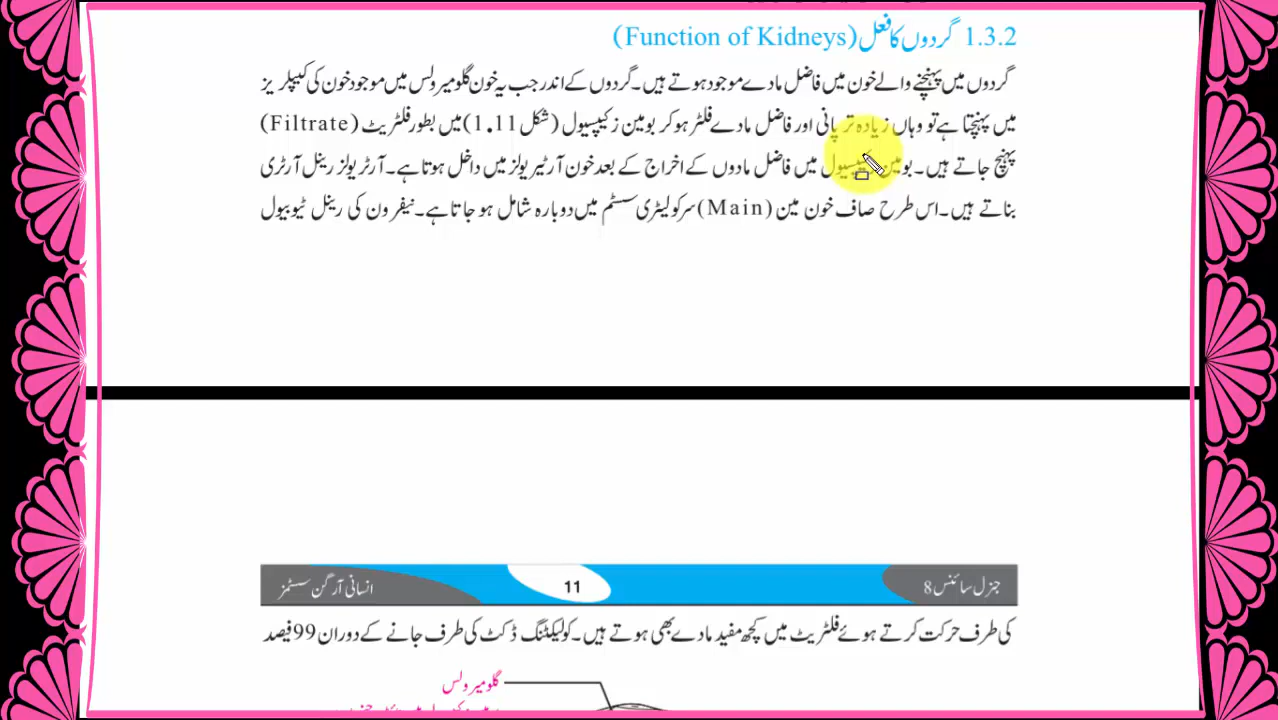 1.3.2 گردوں کا فعل (Function of Kidneys)
گردوں میں پہنچنے والے خون میں فاضل مادے موجود ہوتے ہیں۔ گردوں کے اندر جب یہ خون گلومیرولس میں موجود خون کی کیپلریز
میں پہنچتا ہے تو وہاں زیادہ تر پانی اور فاضل مادے فلٹر ہو کر بومین ز کیپسیول (شکل 1.11) میں بطور فلٹریٹ (Filtrate)
پہنچ جاتے ہیں۔ بومین کیپسیول میں فاضل مادوں کے اخراج کے بعد خون آرٹیریولز میں داخل ہوتا ہے۔ آرٹریولز رینل آرٹری
بناتے ہیں۔ اس طرح صاف خون مین (Main) سرکولیٹری سسٹم میں دوبارہ شامل ہو جاتا ہے۔ نیفرون کی رینل ٹیوبیول
جنرل سائنس 8 11 انسانی آرگن سسٹمز
کی طرف حرکت کرتے ہوئے فلٹریٹ میں کچھ مفید مادے بھی ہوتے ہیں۔ کولیکٹنگ ڈکٹ کی طرف جانے کے دوران 99 فیصد
گلومیرولس